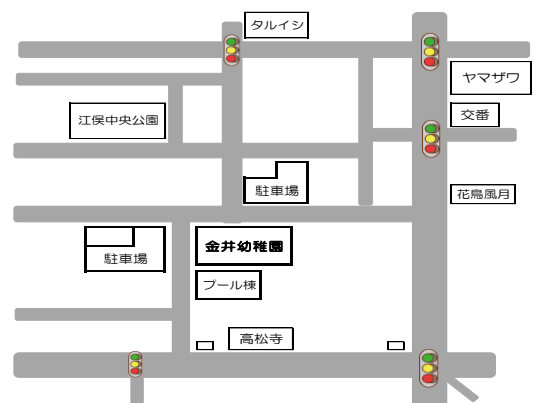 タルイシ
ヤマザワ
江俣中央公園
交番
駐車場
花鳥風月
金井幼稚園
駐車場
プール棟
高松寺